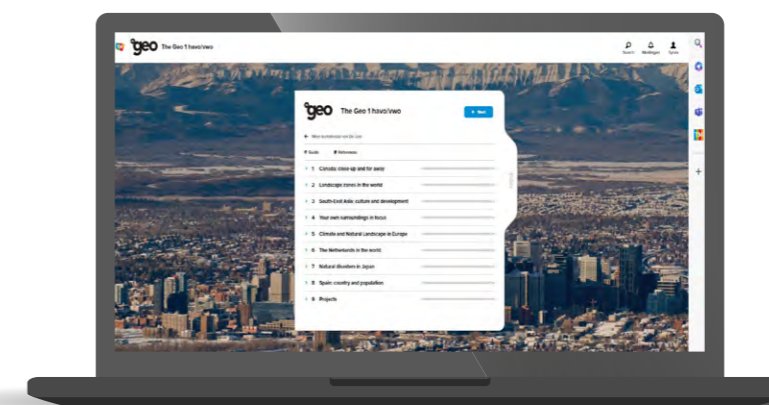 geo The Geo 1 havo/vwo
Search Meldingen
geo The Geo 1 havo/vwo
Guide References
1 Canada: close-up and far away
2 Landscape zones in the world
3 South-East Asia: culture and development
4 Your own surroundings in focus
5 Climate and Natural Landscape in Europe
6 The Netherlands in the world
7 Natural disasters in Japan
8 Spain: country and population
9 Projects